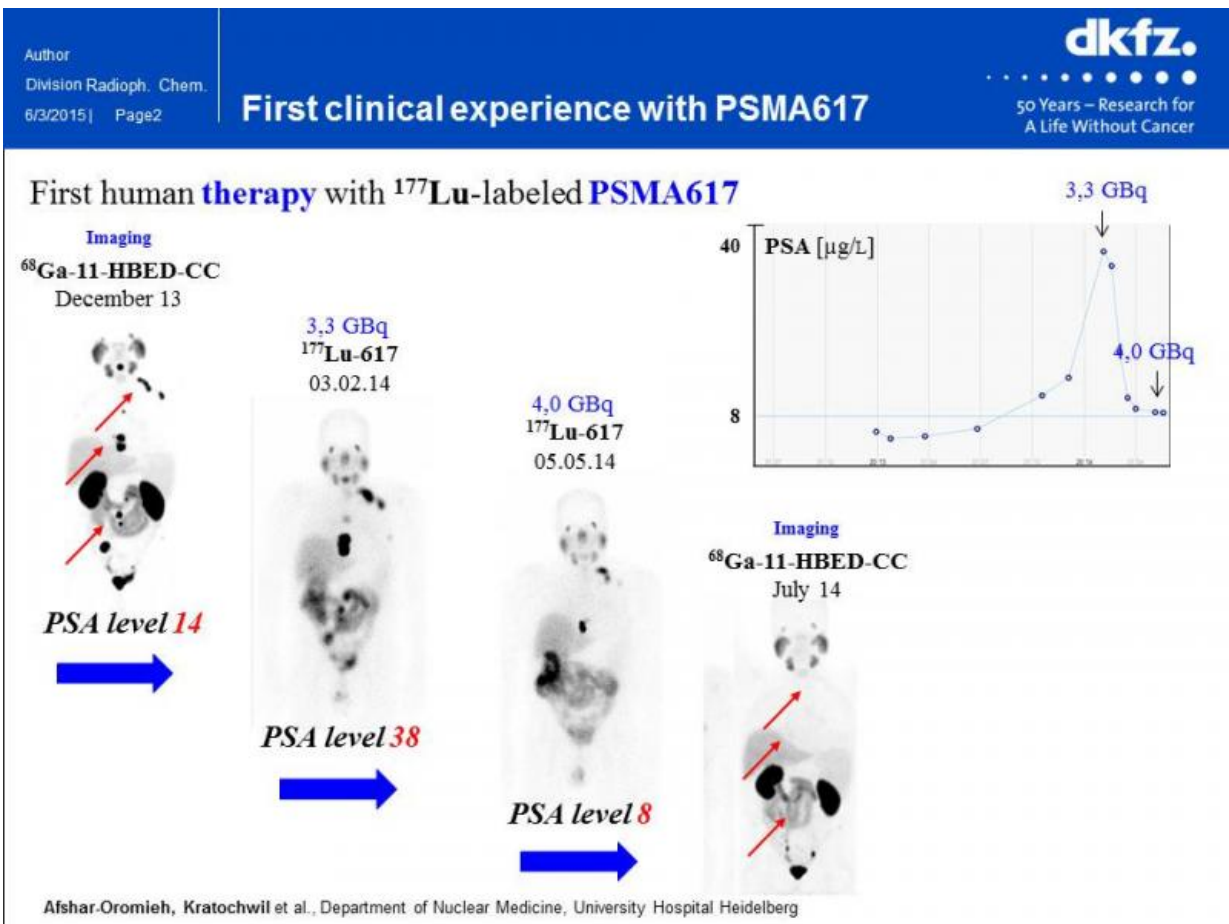 Author
Division Radioph. Chem.
6/3/2015| Page2
First clinical experience with PSMA617
dkfz.
50 Years – Research for
A Life Without Cancer
First human therapy with ¹⁷⁷Lu-labeled PSMA617
Imaging
⁶⁸Ga-11-HBED-CC
December 13
PSA level 14
3,3 GBq
¹⁷⁷Lu-617
03.02.14
PSA level 38
4,0 GBq
¹⁷⁷Lu-617
05.05.14
PSA level 8
3,3 GBq
40
PSA [µg/L]
4,0 GBq
8
Imaging
⁶⁸Ga-11-HBED-CC
July 14
Afshar-Oromieh, Kratochwil et al., Department of Nuclear Medicine, University Hospital Heidelberg